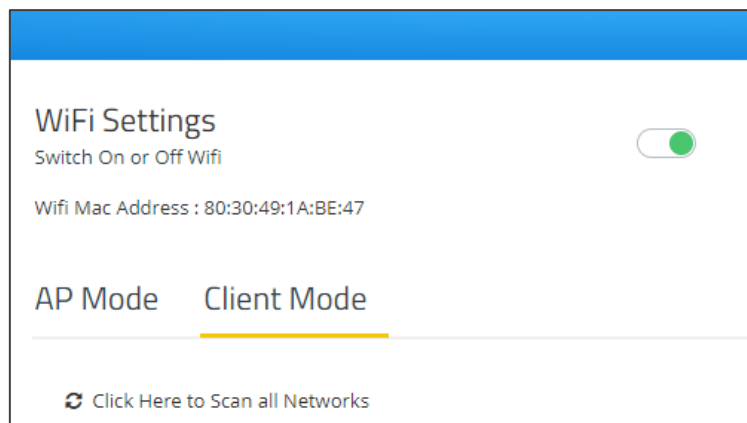 WiFi Settings
Switch On or Off Wifi
Wifi Mac Address : 80:30:49:1A:BE:47
AP Mode Client Mode
Click Here to Scan all Networks